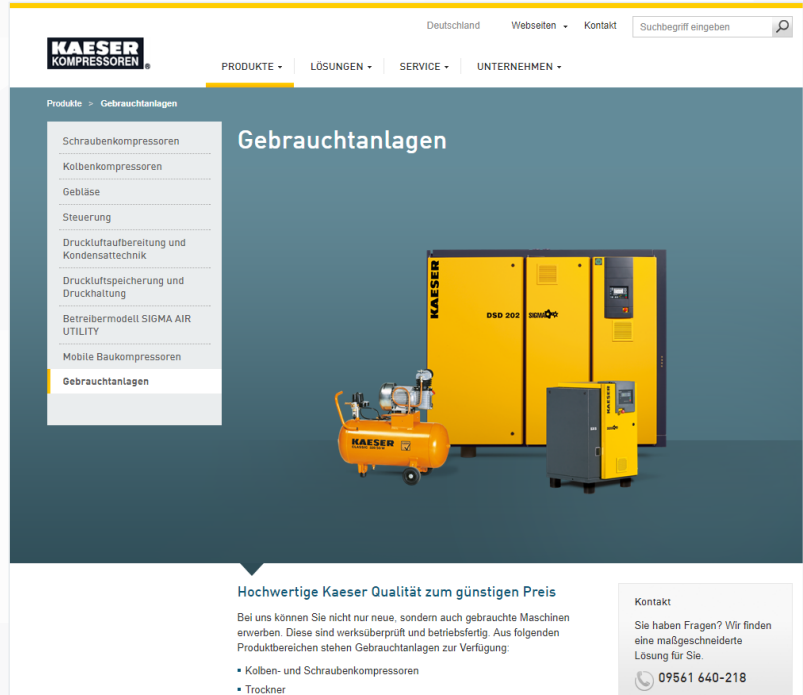 Deutschland Webseiten Kontakt Suchbegriff eingeben
KAESER
KOMPRESSOREN
PRODUKTE LÖSUNGEN SERVICE UNTERNEHMEN
Produkte > Gebrauchtanlagen
Schraubenkompressoren
Kolbenkompressoren
Gebläse
Steuerung
Druckluftaufbereitung und
Kondensattechnik
Druckluftspeicherung und
Druckhaltung
Betreibermodell SIGMA AIR
UTILITY
Mobile Baukompressoren
Gebrauchtanlagen
Gebrauchtanlagen
KAESER
DSD 202 SIGMA
KAESER
KAESER
Hochwertige Kaeser Qualität zum günstigen Preis
Bei uns können Sie nicht nur neue, sondern auch gebrauchte Maschinen
erwerben. Diese sind werksüberprüft und betriebsfertig. Aus folgenden
Produktbereichen stehen Gebrauchtanlagen zur Verfügung:
▪ Kolben- und Schraubenkompressoren
▪ Trockner
Kontakt
Sie haben Fragen? Wir finden
eine maßgeschneiderte
Lösung für Sie.
09561 640-218